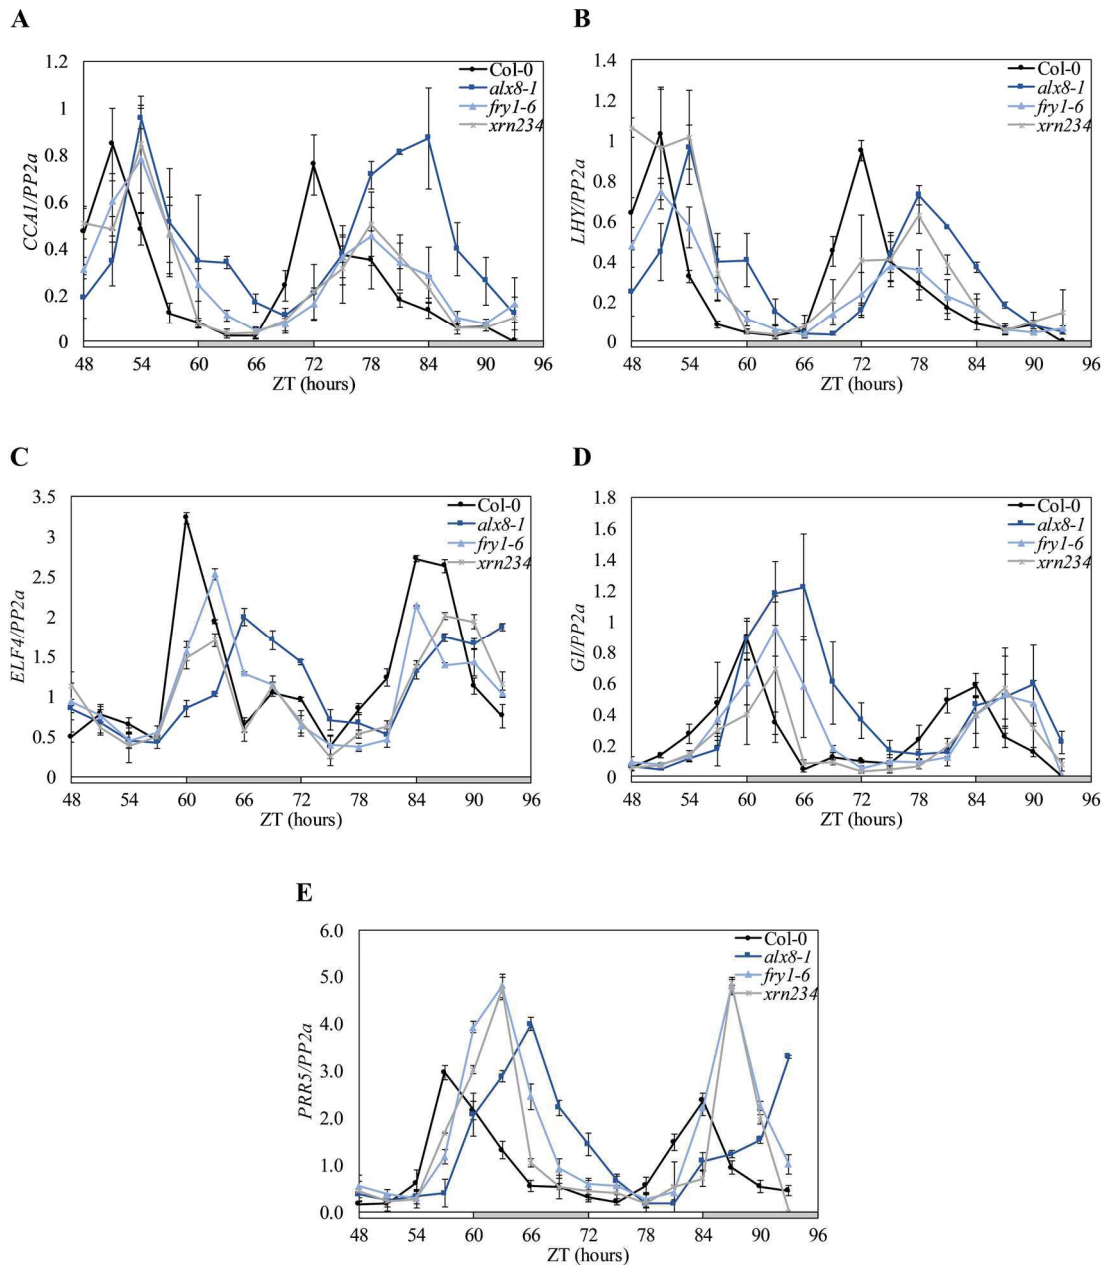 A
CCA1/PP2a
1.2
1
0.8
0.6
0.4
0.2
0
48 54 60 66 72 78 84 90 96
ZT (hours)
Col-0
alx8-1
fry1-6
xrn234
B
LHY/PP2a
1.4
1.2
1
0.8
0.6
0.4
0.2
0
48 54 60 66 72 78 84 90 96
ZT (hours)
Col-0
alx8-1
fry1-6
xrn234
C
ELF4/PP2a
3.5
3
2.5
2
1.5
1
0.5
0
48 54 60 66 72 78 84 90 96
ZT (hours)
Col-0
alx8-1
fry1-6
xrn234
D
GI/PP2a
1.8
1.6
1.4
1.2
1
0.8
0.6
0.4
0.2
0
48 54 60 66 72 78 84 90 96
ZT (hours)
Col-0
alx8-1
fry1-6
xrn234
E
PRR5/PP2a
6.0
5.0
4.0
3.0
2.0
1.0
0.0
48 54 60 66 72 78 84 90 96
ZT (hours)
Col-0
alx8-1
fry1-6
xrn234